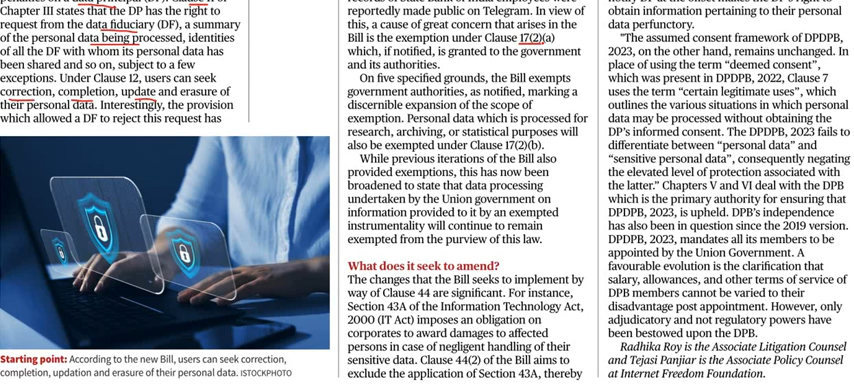 Chapter III states that the DP has the right to
request from the data fiduciary (DF), a summary
of the personal data being processed, identities
of all the DF with whom its personal data has
been shared and so on, subject to a few
exceptions. Under Clause 12, users can seek
correction, completion, update and erasure of
their personal data. Interestingly, the provision
which allowed a DF to reject this request has
Starting point: According to the new Bill, users can seek correction,
completion, updation and erasure of their personal data. ISTOCKPHOTO
reportedly made public on Telegram. In view of
this, a cause of great concern that arises in the
Bill is the exemption under Clause 17(2)(a)
which, if notified, is granted to the government
and its authorities.
On five specified grounds, the Bill exempts
government authorities, as notified, marking a
discernible expansion of the scope of
exemption. Personal data which is processed for
research, archiving, or statistical purposes will
also be exempted under Clause 17(2)(b).
While previous iterations of the Bill also
provided exemptions, this has now been
broadened to state that data processing
undertaken by the Union government on
information provided to it by an exempted
instrumentality will continue to remain
exempted from the purview of this law.
What does it seek to amend?
The changes that the Bill seeks to implement by
way of Clause 44 are significant. For instance,
Section 43A of the Information Technology Act,
2000 (IT Act) imposes an obligation on
corporates to award damages to affected
persons in case of negligent handling of their
sensitive data. Clause 44(2) of the Bill aims to
exclude the application of Section 43A, thereby
obtain information pertaining to their personal
data perfunctory.
"The assumed consent framework of DPDPB,
2023, on the other hand, remains unchanged. In
place of using the term “deemed consent”,
which was present in DPDPB, 2022, Clause 7
uses the term “certain legitimate uses”, which
outlines the various situations in which personal
data may be processed without obtaining the
DP’s informed consent. The DPDPB, 2023 fails to
differentiate between “personal data” and
“sensitive personal data”, consequently negating
the elevated level of protection associated with
the latter.” Chapters V and VI deal with the DPB
which is the primary authority for ensuring that
DPDPB, 2023, is upheld. DPB’s independence
has also been in question since the 2019 version.
DPDPB, 2023, mandates all its members to be
appointed by the Union Government. A
favourable evolution is the clarification that
salary, allowances, and other terms of service of
DPB members cannot be varied to their
disadvantage post appointment. However, only
adjudicatory and not regulatory powers have
been bestowed upon the DPB.
Radhika Roy is the Associate Litigation Counsel
and Tejasi Panjiar is the Associate Policy Counsel
at Internet Freedom Foundation.